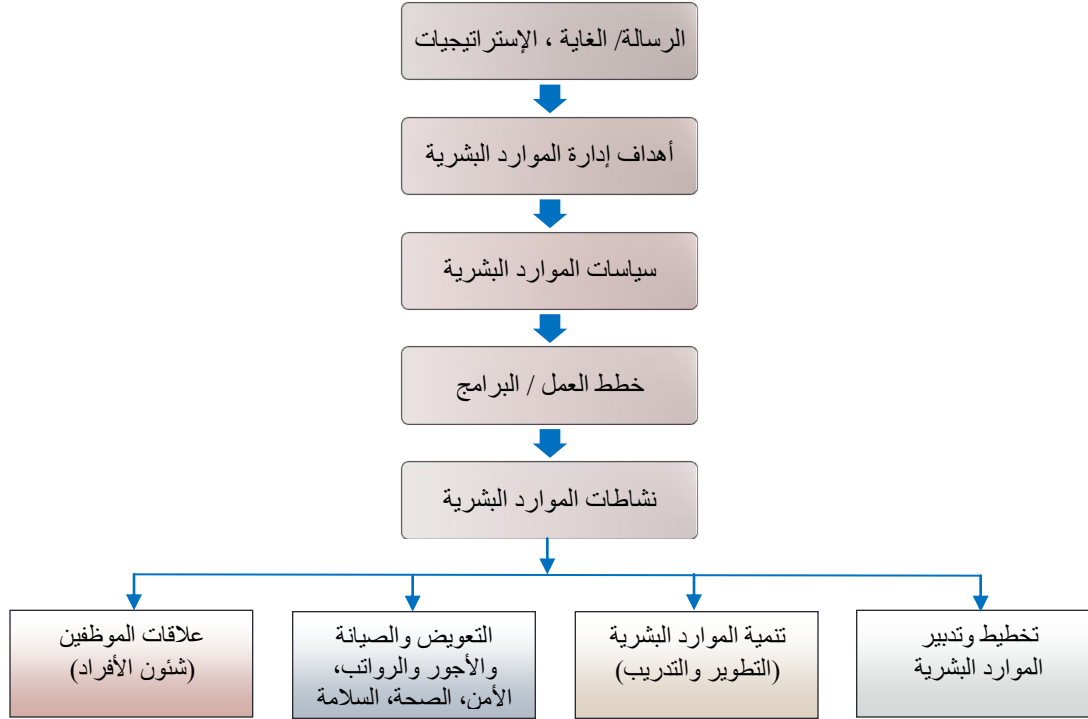 الرسالة/ الغاية ، الإستراتيجيات
أهداف إدارة الموارد البشرية
سياسات الموارد البشرية
خطط العمل / البرامج
نشاطات الموارد البشرية
تخطيط وتدبير
الموارد البشرية
تنمية الموارد البشرية
(التطوير والتدريب)
التعويض والصيانة
والأجور والرواتب،
الأمن، الصحة، السلامة
علاقات الموظفين
(شئون الأفراد)